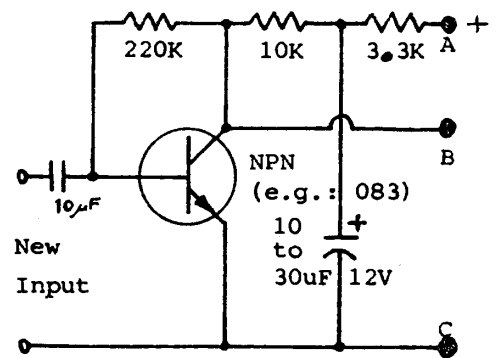 +
220K 10K 3.3K A
B
NPN
(e.g.: 083)
10µF
10 +
to
30uF 12V
New
Input
C